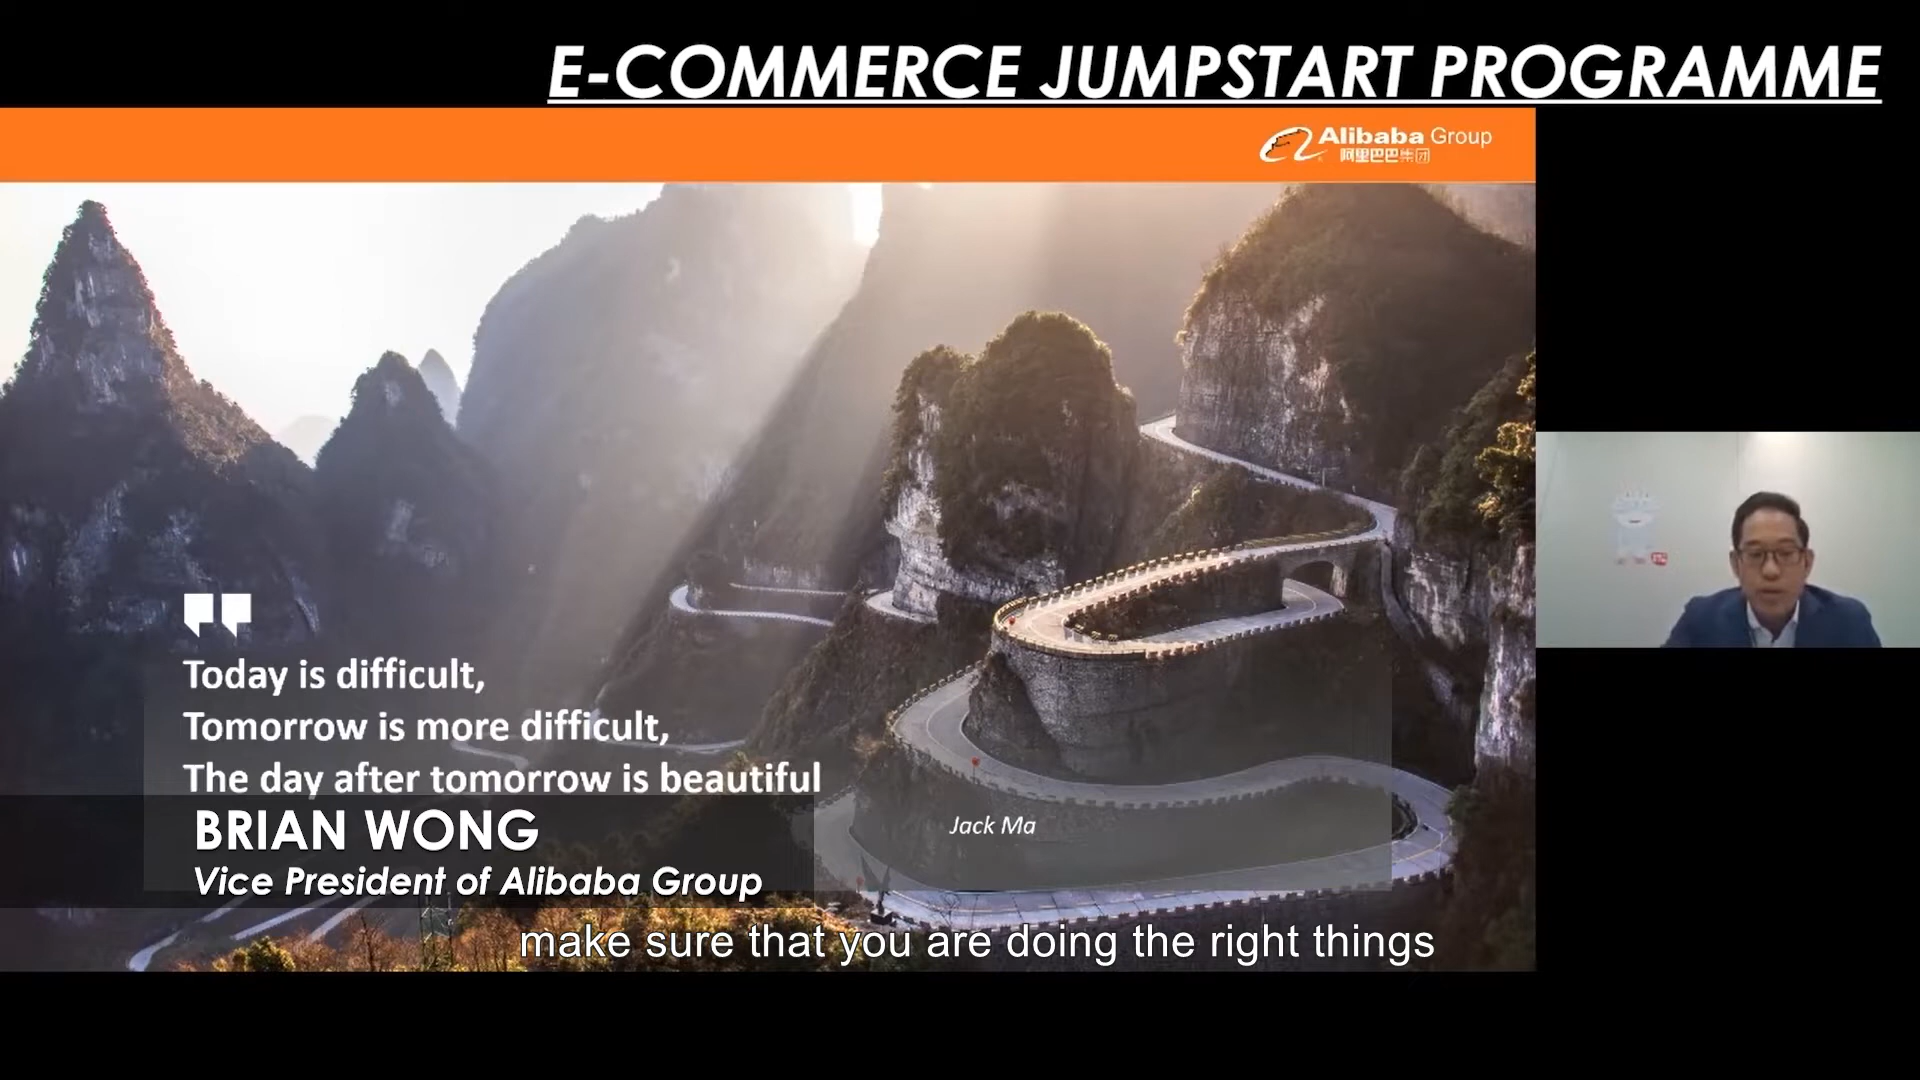 E-COMMERCE JUMPSTART PROGRAMME
Alibaba Group
阿里巴巴集团
Today is difficult,
Tomorrow is more difficult,
The day after tomorrow is beautiful
Jack Ma
BRIAN WONG
Vice President of Alibaba Group
make sure that you are doing the right things